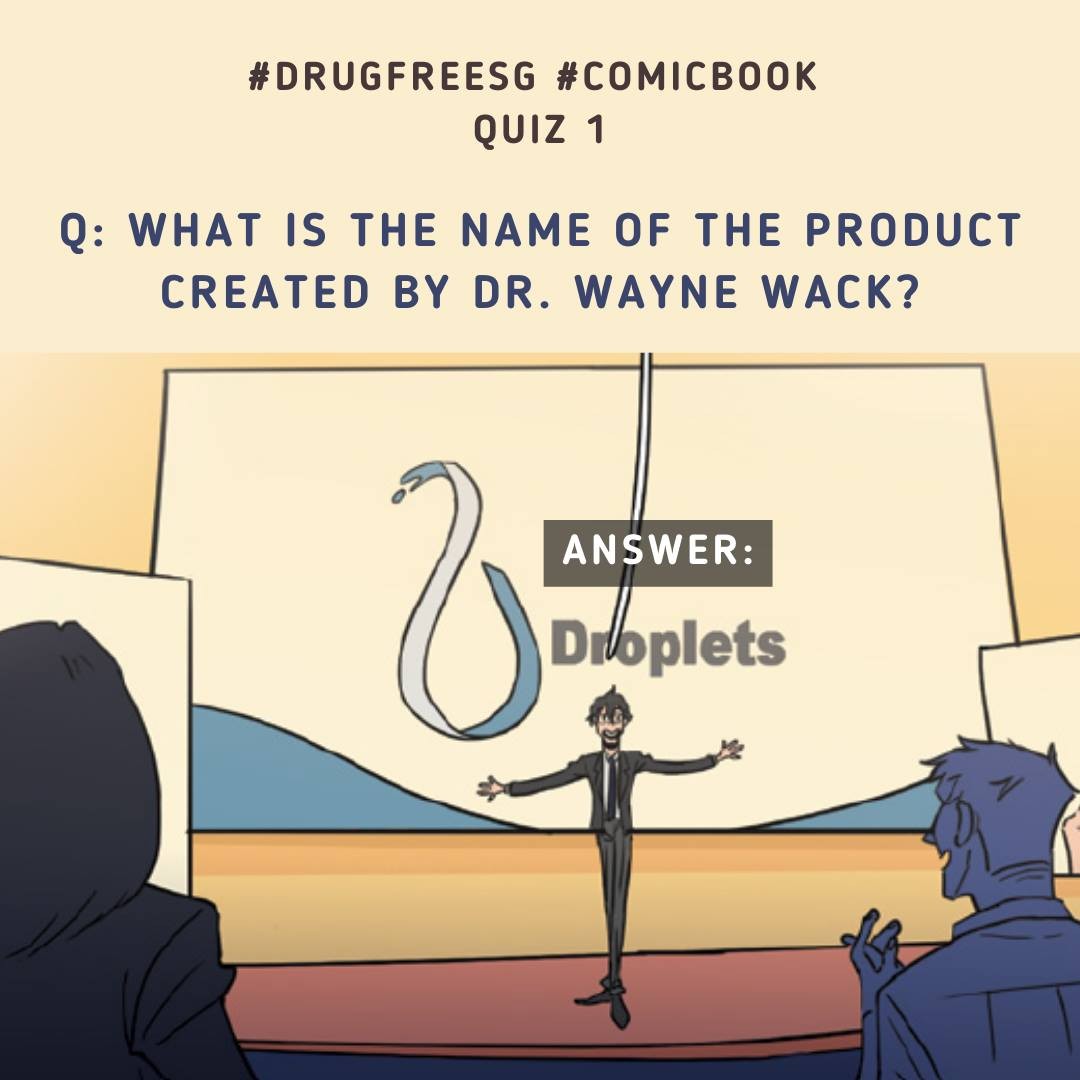 #DRUGFREESG #COMICBOOK
QUIZ 1
Q: WHAT IS THE NAME OF THE PRODUCT
CREATED BY DR. WAYNE WACK?
ANSWER:
Droplets